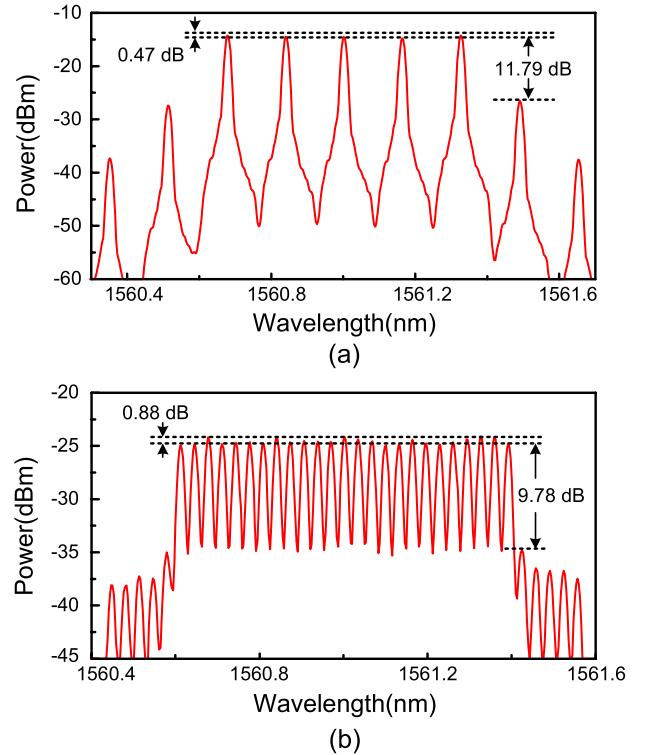 -10
0.47 dB
-20
11.79 dB
-30
-40
-50
-60
Power(dBm)
1560.4 1560.8 1561.2 1561.6
Wavelength(nm)
(a)
-20
0.88 dB
-25
-30
9.78 dB
-35
-40
-45
Power(dBm)
1560.4 1560.8 1561.2 1561.6
Wavelength(nm)
(b)